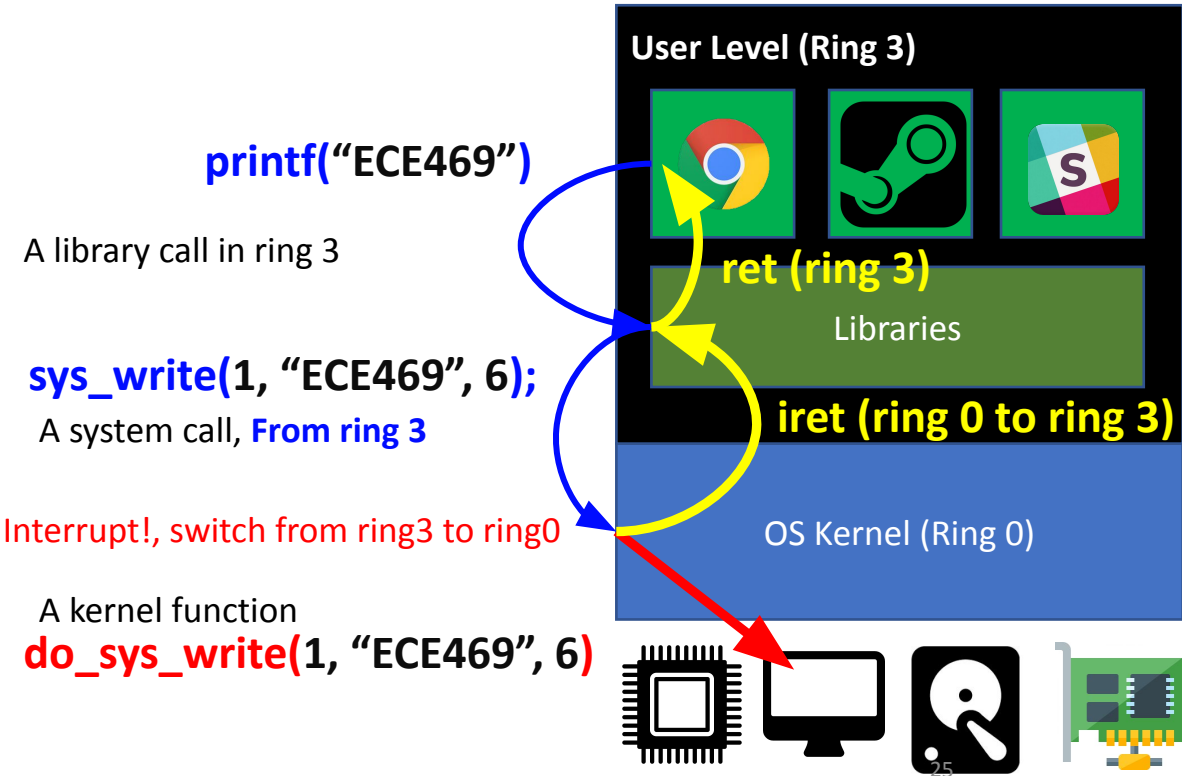 User Level (Ring 3)
printf(“ECE469”)
S
A library call in ring 3
ret (ring 3)
Libraries
sys_write(1, “ECE469”, 6);
A system call, From ring 3
iret (ring 0 to ring 3)
Interrupt!, switch from ring3 to ring0
OS Kernel (Ring 0)
A kernel function
do_sys_write(1, “ECE469”, 6)
25